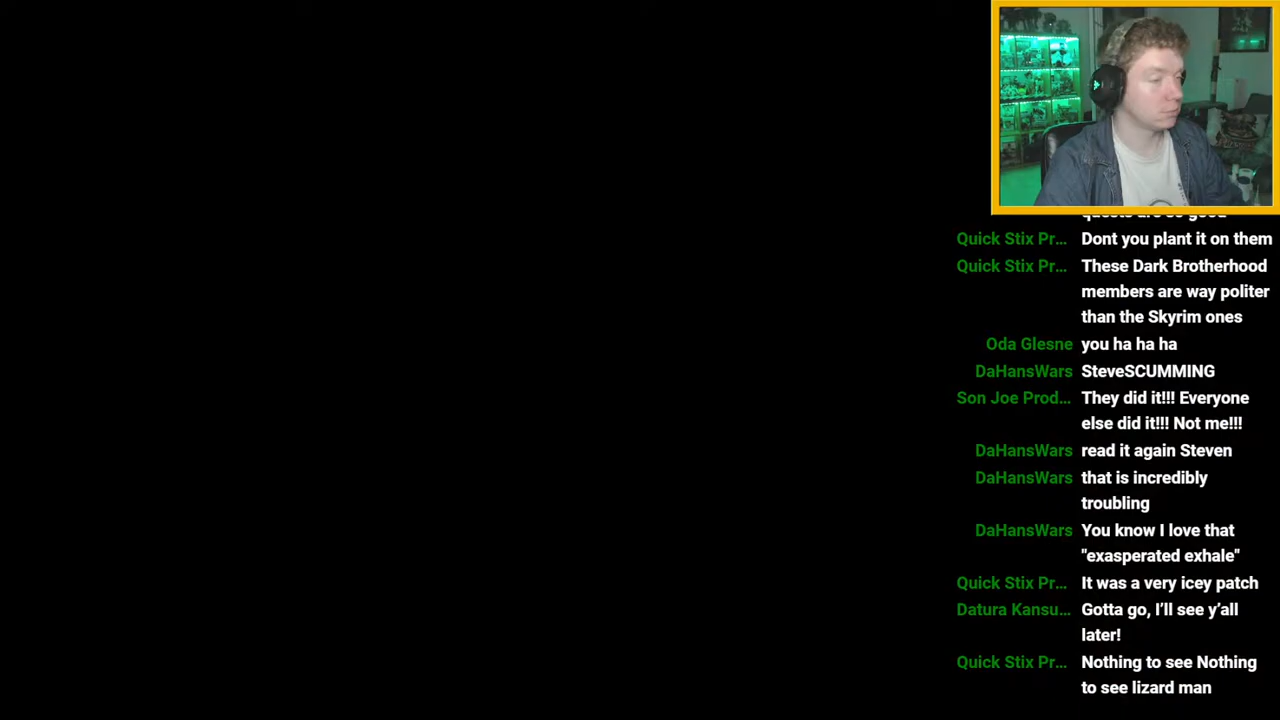 quests are so good
Quick Stix Pr... Dont you plant it on them
Quick Stix Pr... These Dark Brotherhood
members are way politer
than the Skyrim ones
Oda Glesne you ha ha ha
DaHansWars SteveSCUMMING
Son Joe Prod... They did it!!! Everyone
else did it!!! Not me!!!
DaHansWars read it again Steven
DaHansWars that is incredibly
troubling
DaHansWars You know I love that
"exasperated exhale"
Quick Stix Pr... It was a very icey patch
Datura Kansu... Gotta go, I’ll see y’all
later!
Quick Stix Pr... Nothing to see Nothing
to see lizard man